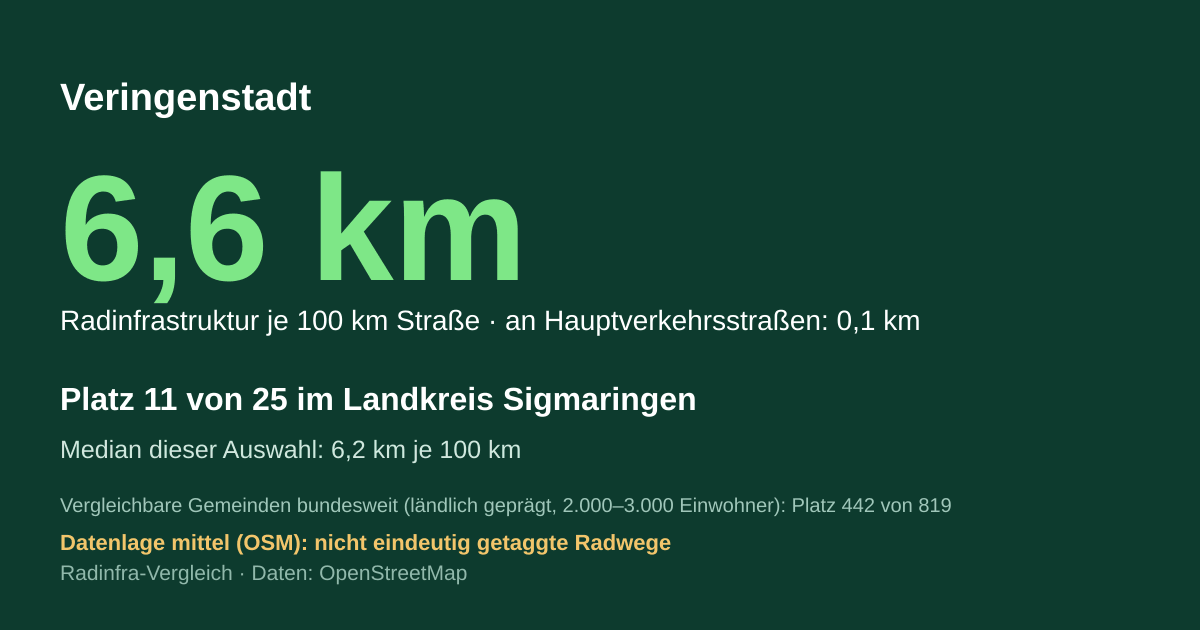 Veringenstadt
6,6 km
Radinfrastruktur je 100 km Straße · an Hauptverkehrsstraßen: 0,1 km
Platz 11 von 25 im Landkreis Sigmaringen
Median dieser Auswahl: 6,2 km je 100 km
Vergleichbare Gemeinden bundesweit (ländlich geprägt, 2.000–3.000 Einwohner): Platz 442 von 819
Datenlage mittel (OSM): nicht eindeutig getaggte Radwege
Radinfra-Vergleich · Daten: OpenStreetMap